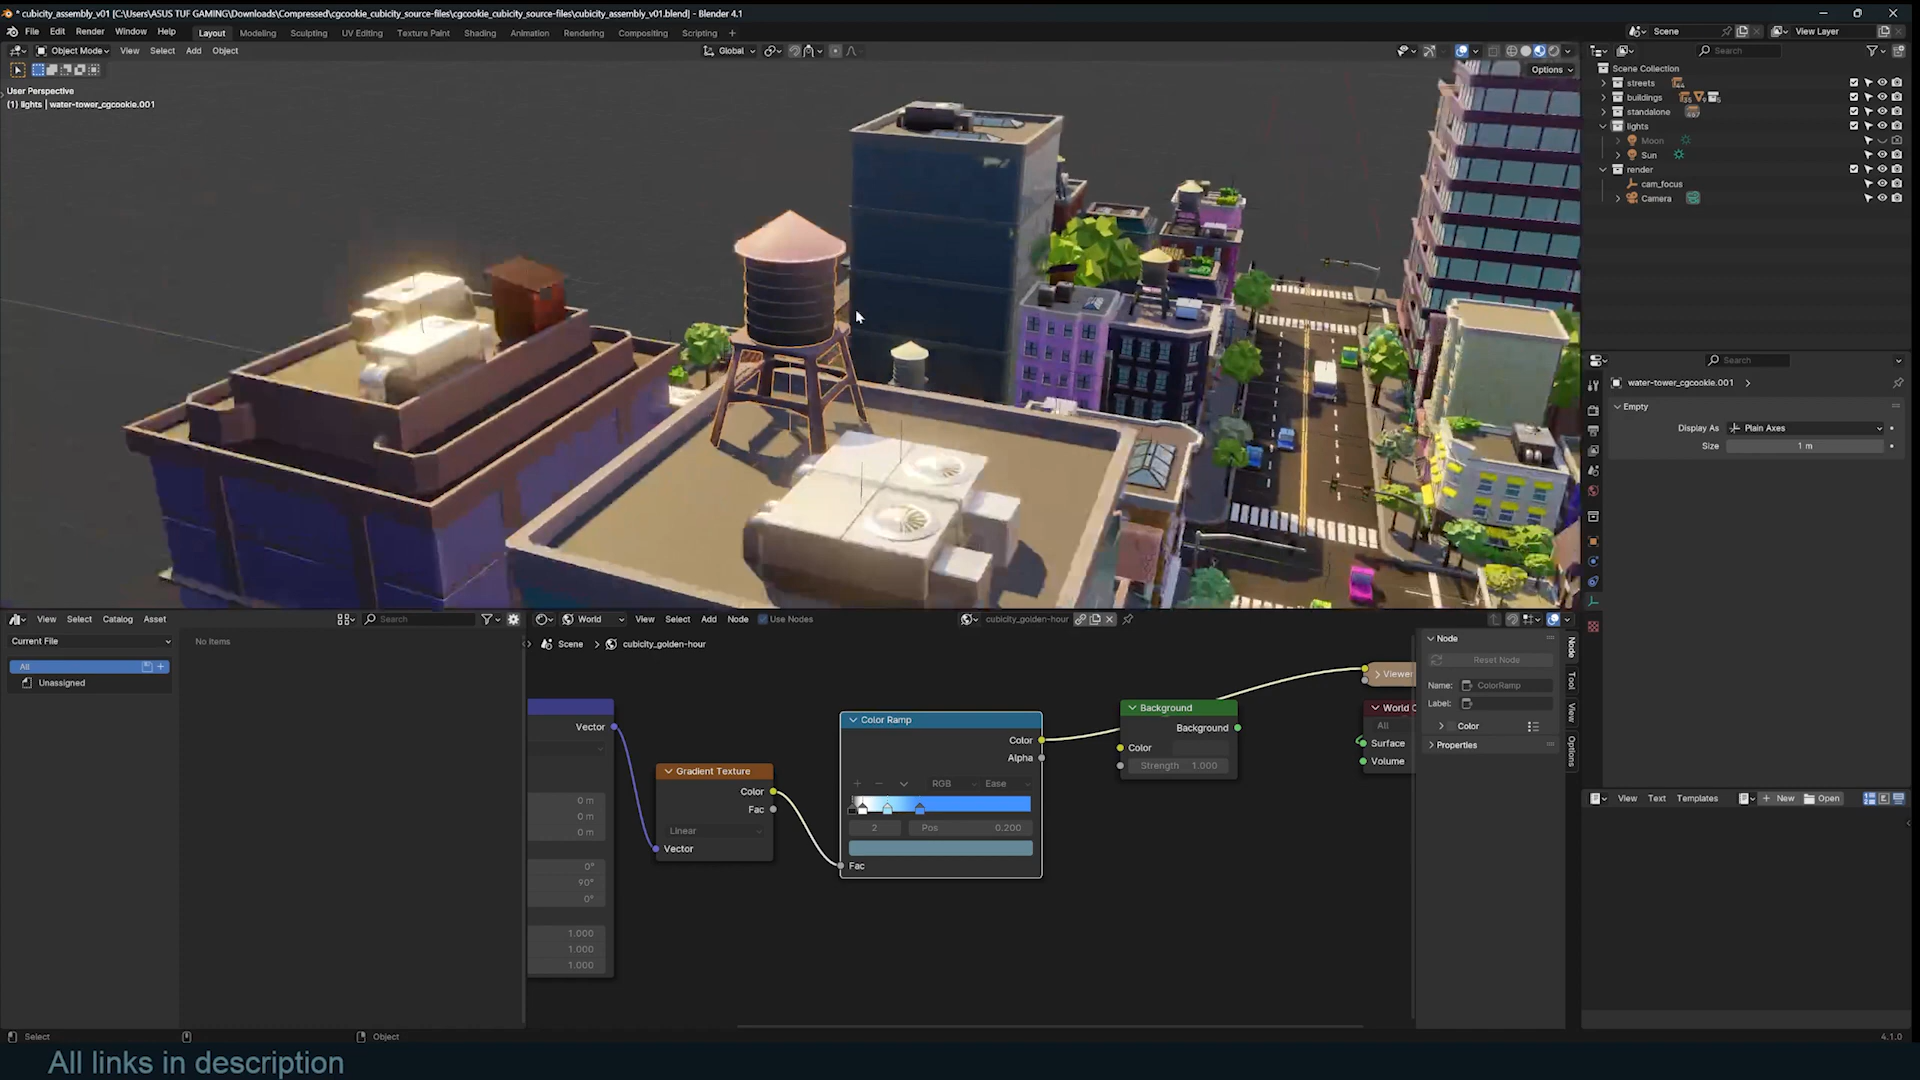 * cubicity_assembly_v01 [C:\Users\ASUS TUF GAMING\Downloads\Compressed\cgcookie_cubicity_source-files\cgcookie_cubicity_source-files\cubicity_assembly_v01.blend] - Blender 4.1
File Edit Render Window Help Layout Modeling Sculpting UV Editing Texture Paint Shading Animation Rendering Compositing Scripting +
Scene View Layer
Object Mode View Select Add Object Global
Search
Options
User Perspective
(1) lights | water-tower_cgcookie.001
Scene Collection
streets
buildings
standalone
lights
Moon
Sun
render
cam_focus
Camera
Search
water-tower_cgcookie.001
Empty
Display As Plain Axes
Size 1 m
View Select Catalog Asset Search
Current File
No Items
All
Unassigned
World View Select Add Node Use Nodes cubicity_golden-hour
Scene > cubicity_golden-hour
Vector
0 m
0 m
0 m
0°
90°
0°
1.000
1.000
1.000
Gradient Texture
Color
Fac
Linear
Vector
Color Ramp
Color
Alpha
RGB Ease
2 Pos 0.200
Fac
Background
Background
Color
Strength 1.000
Viewer
World
All
Surface
Volume
Node
Reset Node
Name: ColorRamp
Label:
Color
Properties
Node
Tool
View
Options
View Text Templates New Open
Select Object 4.1.0
All links in description